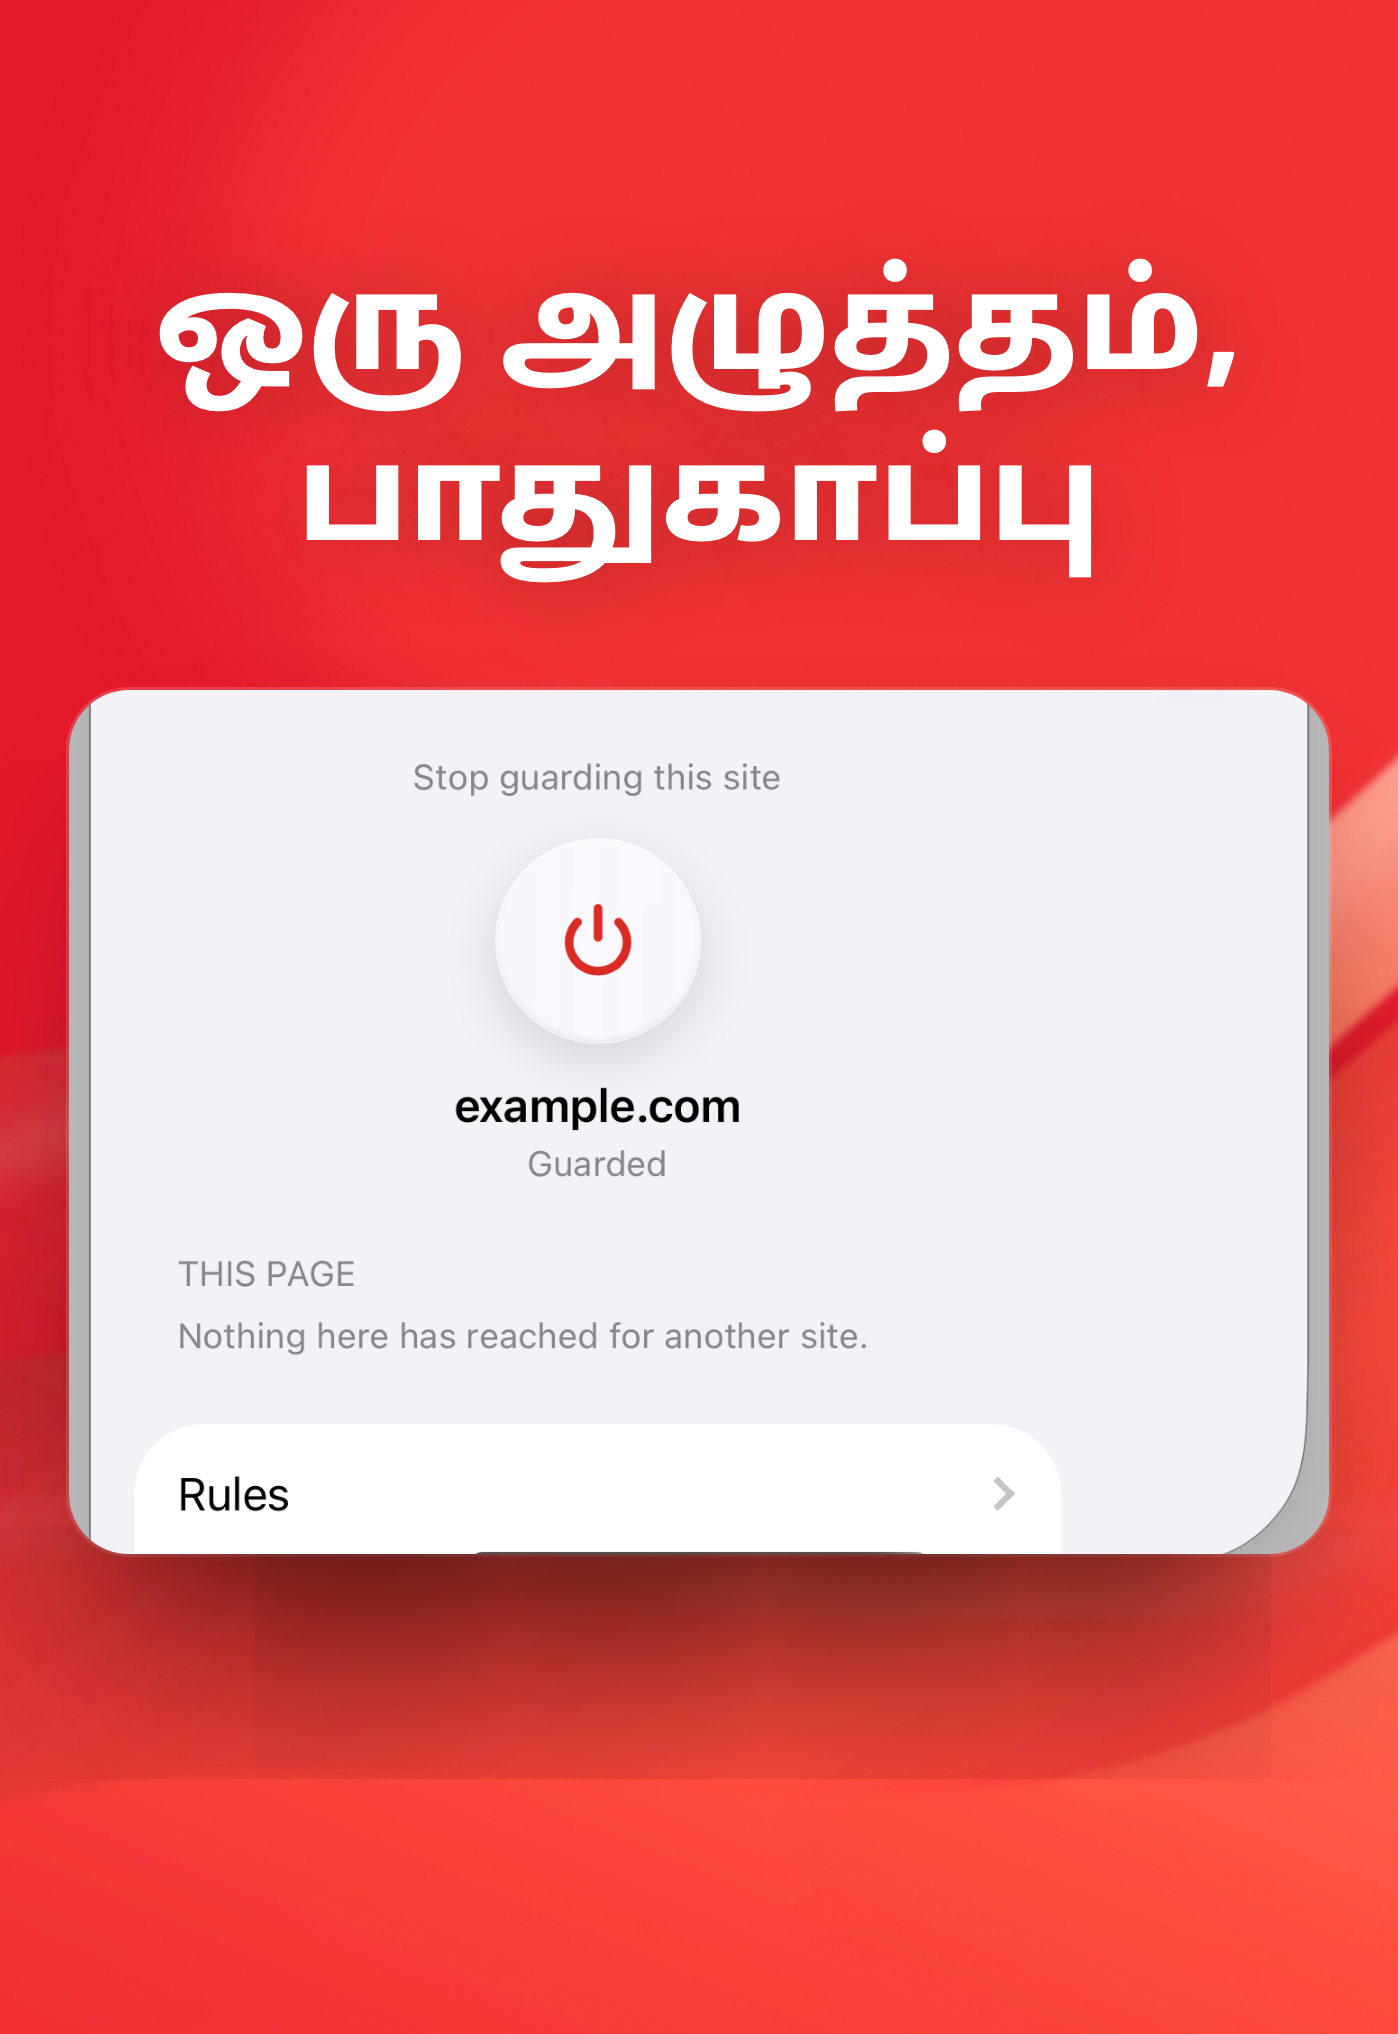 ஒரு அழுத்தம்,
பாதுகாப்பு
Stop guarding this site
example.com
Guarded
THIS PAGE
Nothing here has reached for another site.
Rules